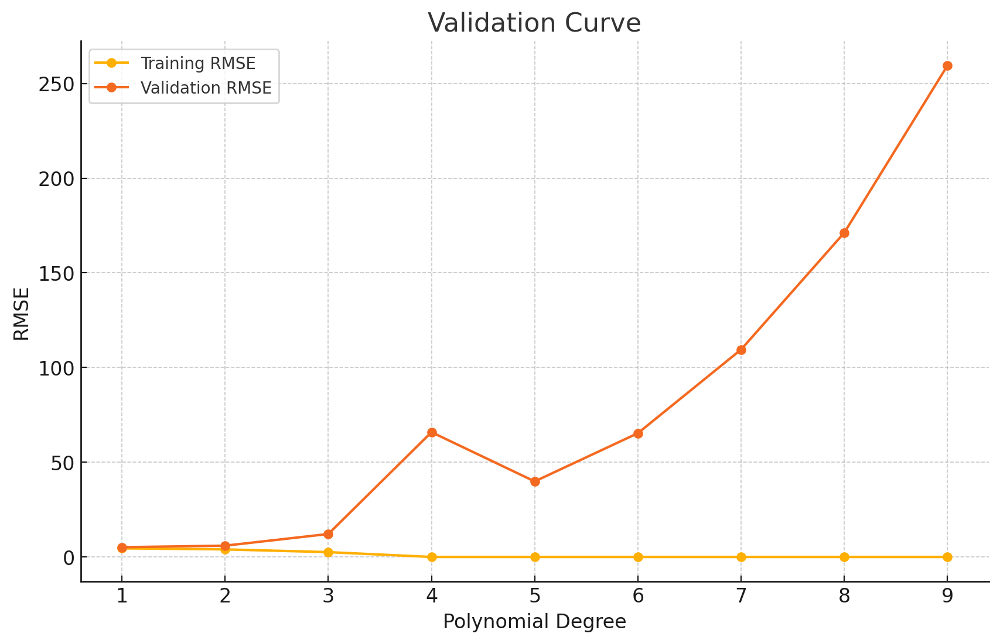 Validation Curve
Training RMSE
Validation RMSE
250
200
150
100
50
0
RMSE
1 2 3 4 5 6 7 8 9
Polynomial Degree